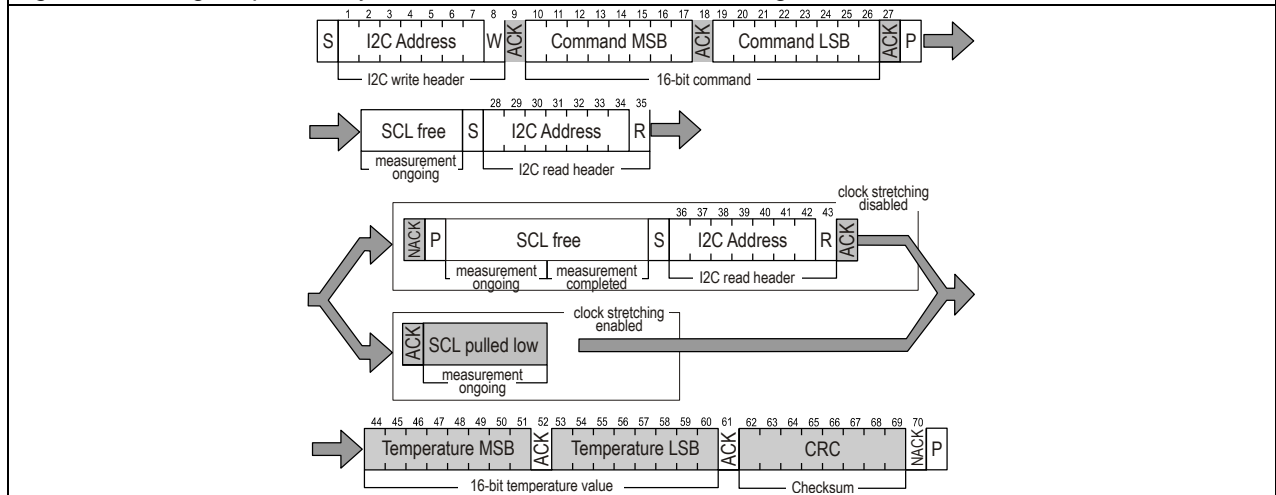 1 2 3 4 5 6 7 8 9 10 11 12 13 14 15 16 17 18 19 20 21 22 23 24 25 26 27
S I2C Address W ACK Command MSB ACK Command LSB ACK P
I2C write header 16-bit command
28 29 30 31 32 33 34 35
SCL free S I2C Address R
measurement
ongoing
I2C read header
clock stretching
disabled
36 37 38 39 40 41 42 43
NACK P SCL free S I2C Address R ACK
measurement
ongoing
measurement
completed
I2C read header
clock stretching
enabled
ACK SCL pulled low
measurement
ongoing
44 45 46 47 48 49 50 51 52 53 54 55 56 57 58 59 60 61 62 63 64 65 66 67 68 69 70
Temperature MSB ACK Temperature LSB ACK CRC NACK P
16-bit temperature value Checksum